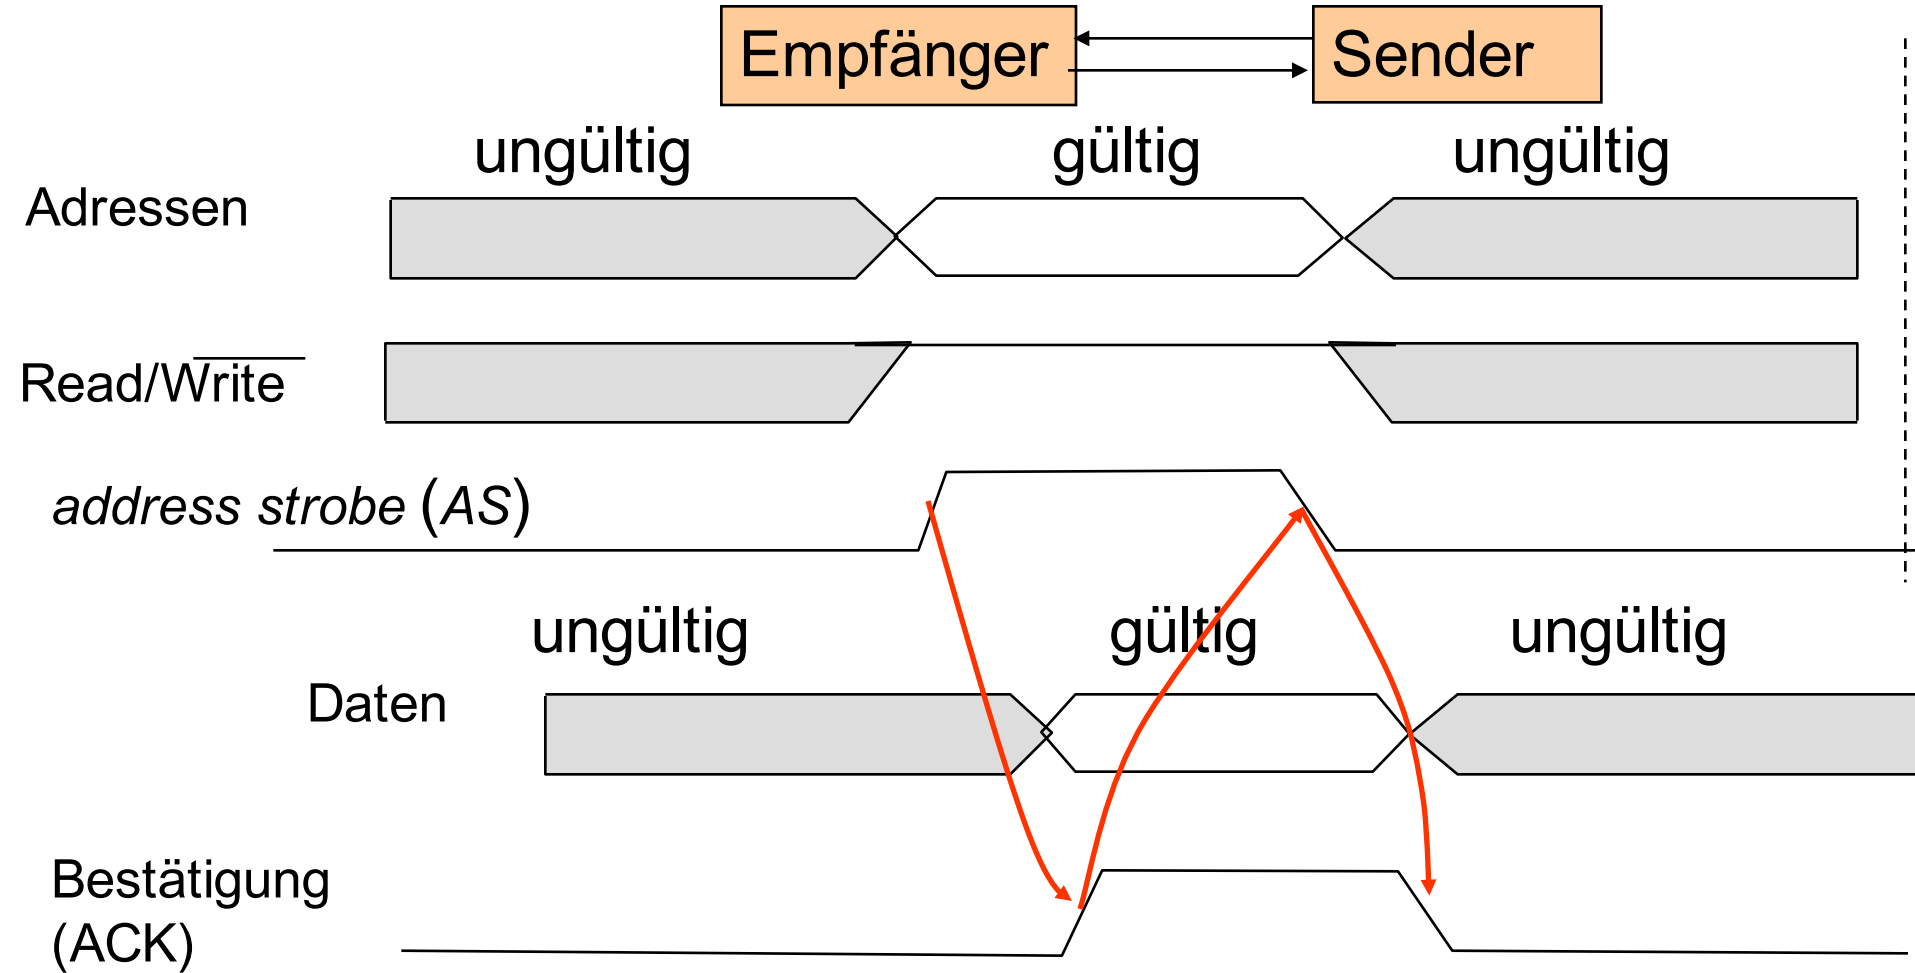 Empfänger Sender
ungültig gültig ungültig
Adressen
Read/Write
address strobe (AS)
ungültig gültig ungültig
Daten
Bestätigung
(ACK)